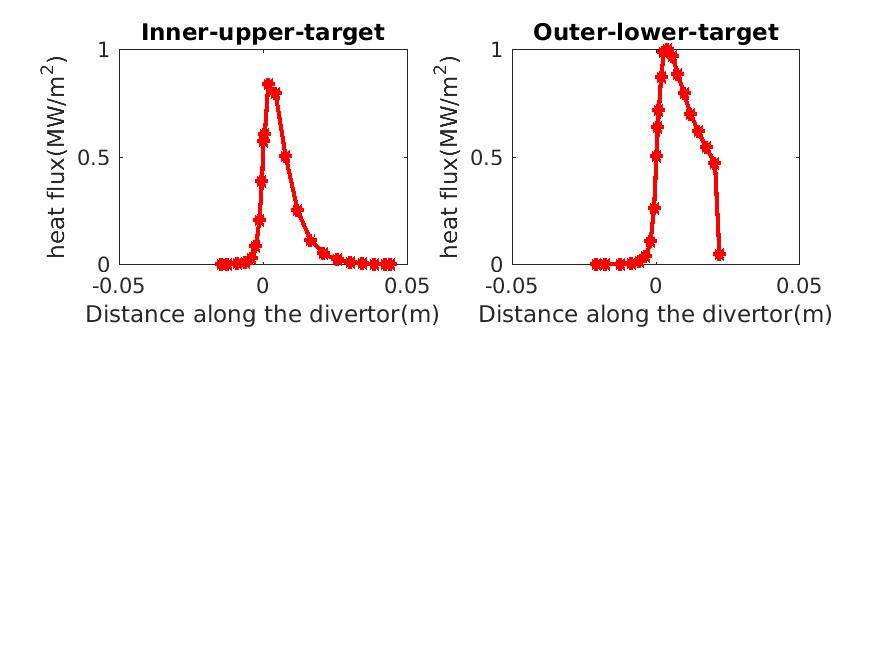 Inner-upper-target
heat flux(MW/m²)
1
0.5
0
-0.05
0
0.05
Distance along the divertor(m)
Outer-lower-target
heat flux(MW/m²)
1
0.5
0
-0.05
0
0.05
Distance along the divertor(m)